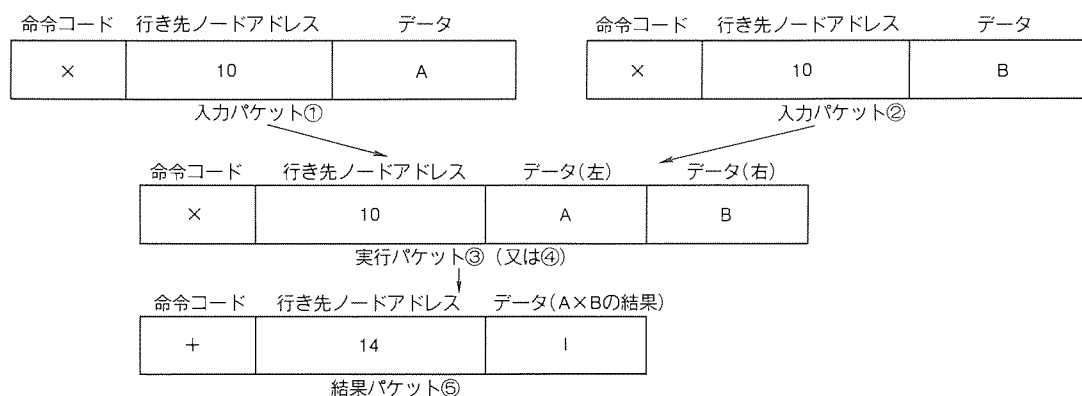 命令コード 行き先ノードアドレス データ
× 10 A
入力パケット①
命令コード 行き先ノードアドレス データ
× 10 B
入力パケット②
命令コード 行き先ノードアドレス データ(左) データ(右)
× 10 A B
実行パケット③ (又は④)
命令コード 行き先ノードアドレス データ(A×Bの結果)
+ 14 I
結果パケット⑤